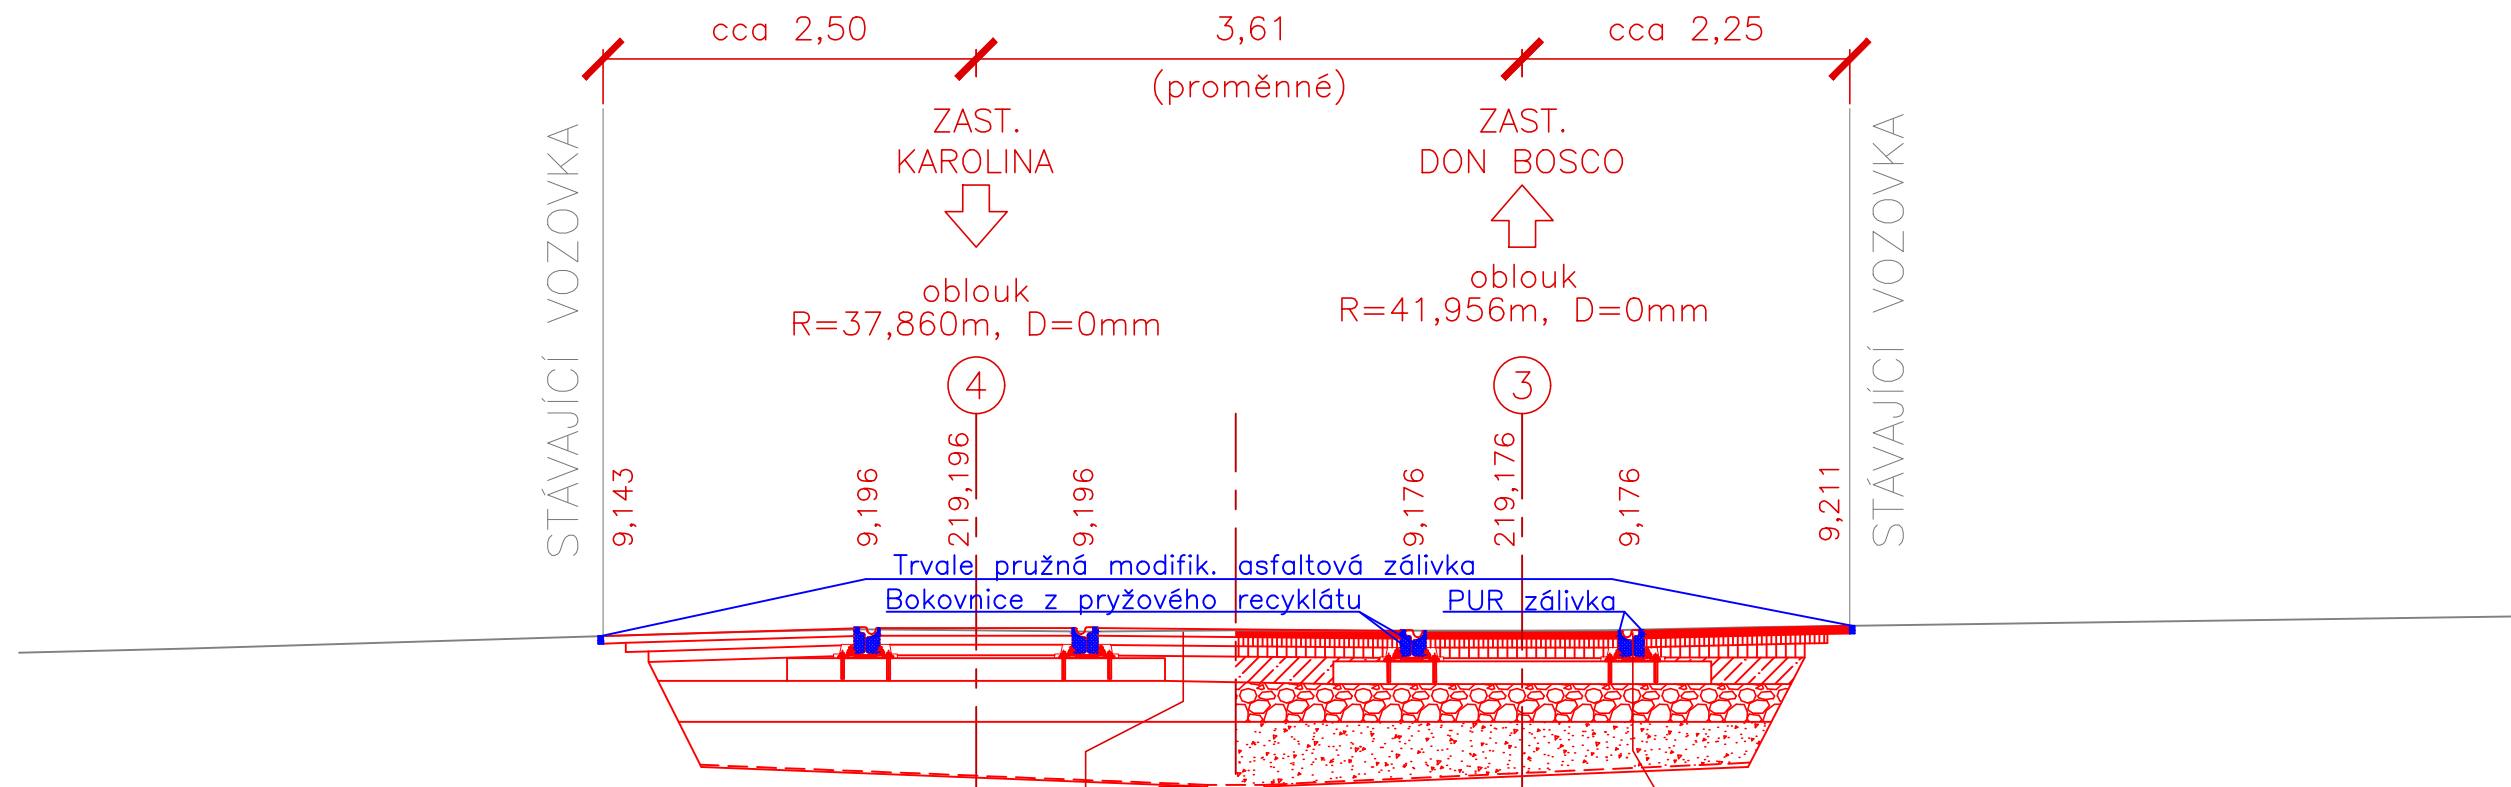 cca 2,50
3,61
cca 2,25
(proměnné)
ZAST.
KAROLINA
ZAST.
DON BOSCO
oblouk
R=37,860m, D=0mm
oblouk
R=41,956m, D=0mm
4
3
STÁVAJÍCÍ VOZOVKA
9,143
9,196
219,196
9,196
9,176
219,176
9,176
9,211
STÁVAJÍCÍ VOZOVKA
Trvale pružná modifik. asfaltová zálivka
Bokovnice z pryžového recyklátu
PUR zálivka